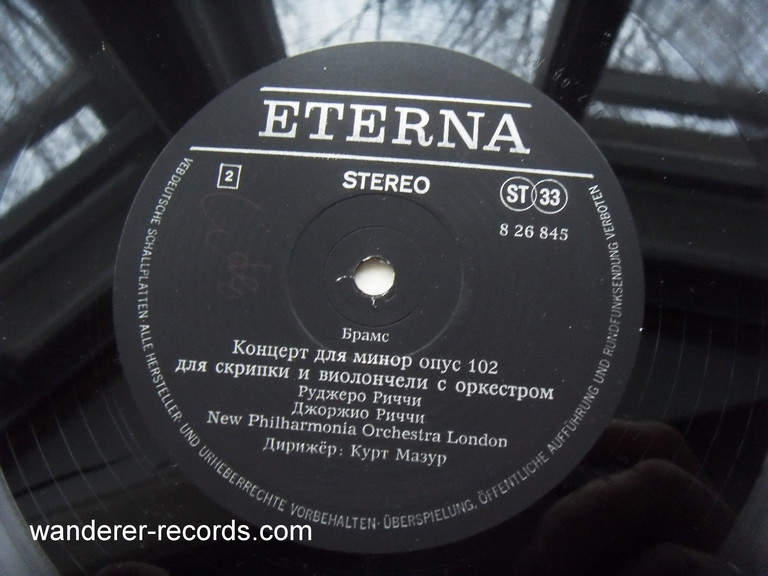 ETERNA
2
STEREO
ST 33
8 26 845
Брамс
Концерт для минор опус 102
для скрипки и виолончели с оркестром
Руджеро Риччи
Джоржио Риччи
New Philharmonia Orchestra London
Дирижёр: Курт Мазур
VEB DEUTSCHE SCHALLPLATTEN · ALLE HERSTELLER- UND URHEBERRECHTE VORBEHALTEN · ÜBERSPIELUNG, ÖFFENTLICHE AUFFÜHRUNG UND RUNDFUNKSENDUNG VERBOTEN
wanderer-records.com